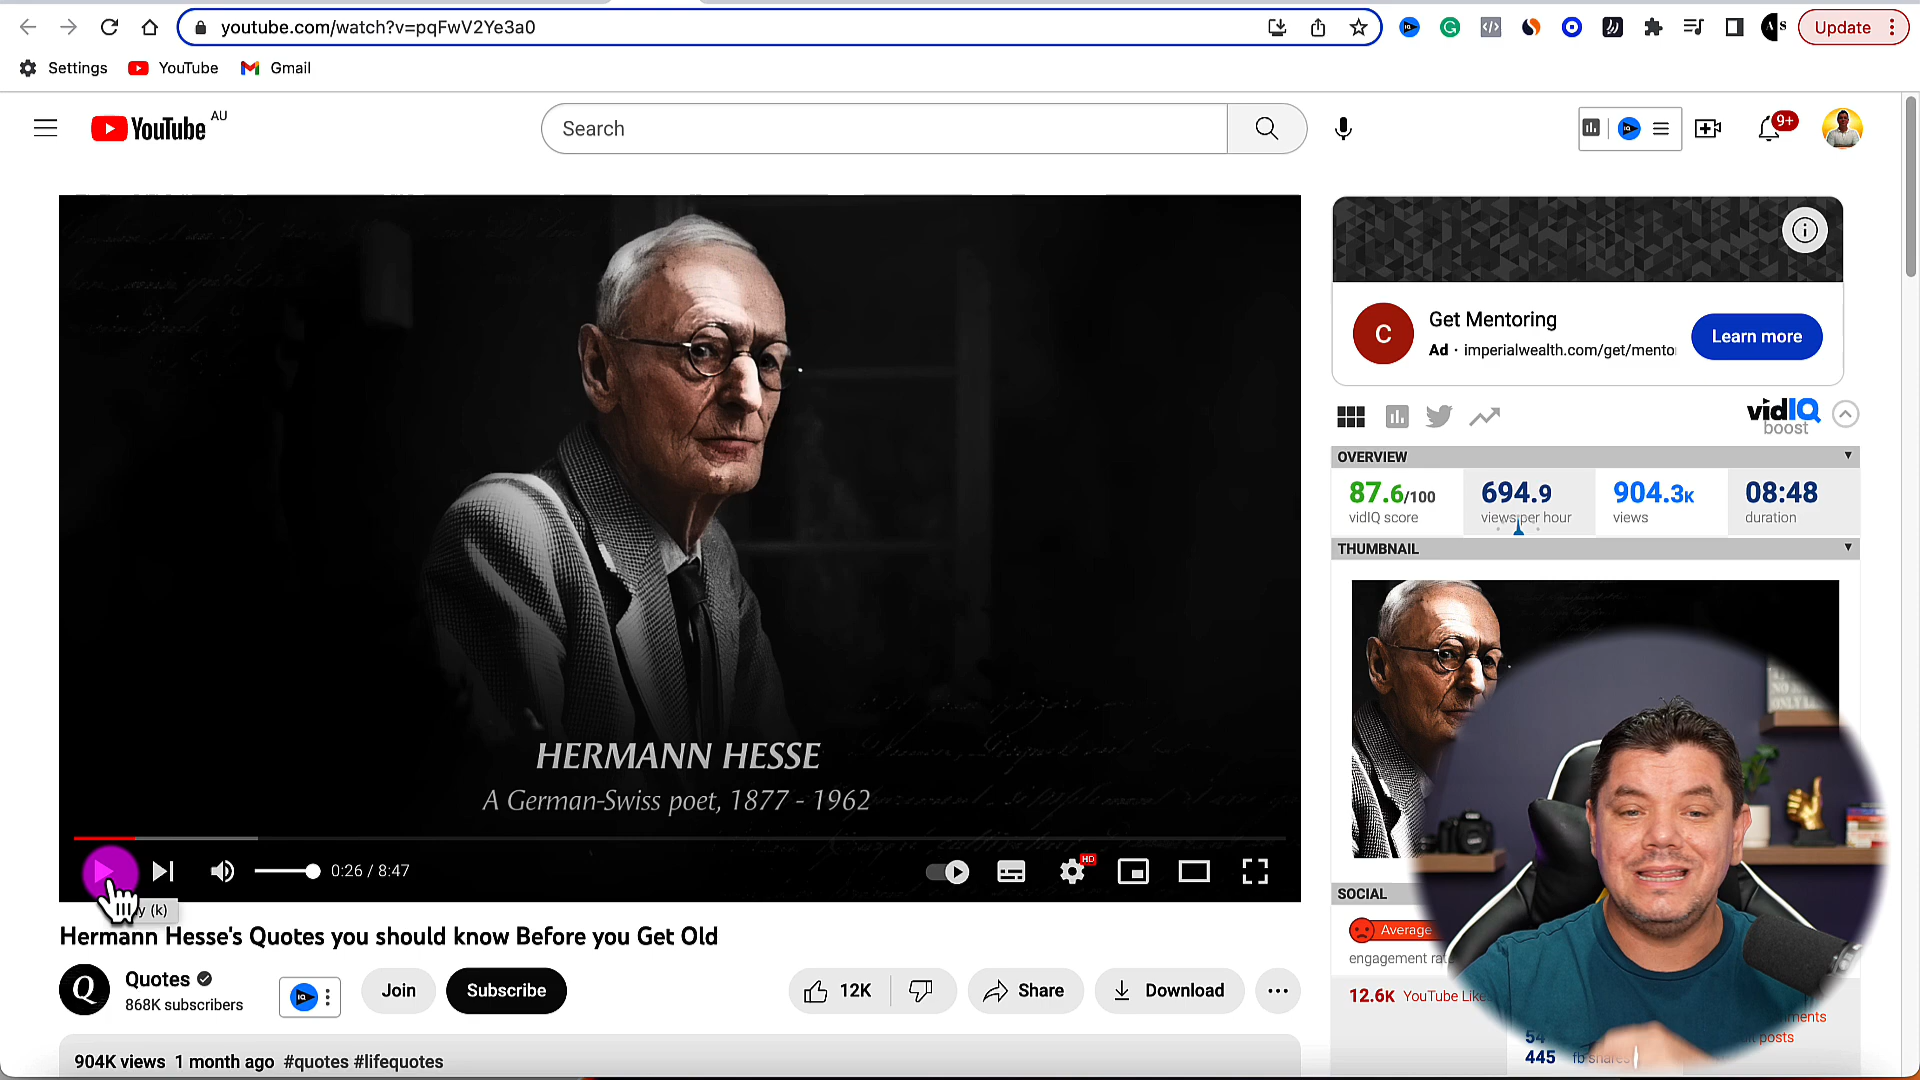 youtube.com/watch?v=pqFwV2Ye3a0
Update
Settings
YouTube
Gmail
YouTube AU
Search
9+
C
Get Mentoring
Ad · imperialwealth.com/get/mento
Learn more
vidIQ
boost
OVERVIEW
87.6/100
vidIQ score
694.9
views per hour
904.3K
views
08:48
duration
THUMBNAIL
HERMANN HESSE
A German-Swiss poet, 1877 - 1962
0:26 / 8:47
HD
(k)
SOCIAL
Average
engagement
12.6K YouTube
445 fb shares
posts
Hermann Hesse's Quotes you should know Before you Get Old
Q
Quotes
868K subscribers
Join
Subscribe
12K
Share
Download
904K views 1 month ago #quotes #lifequotes